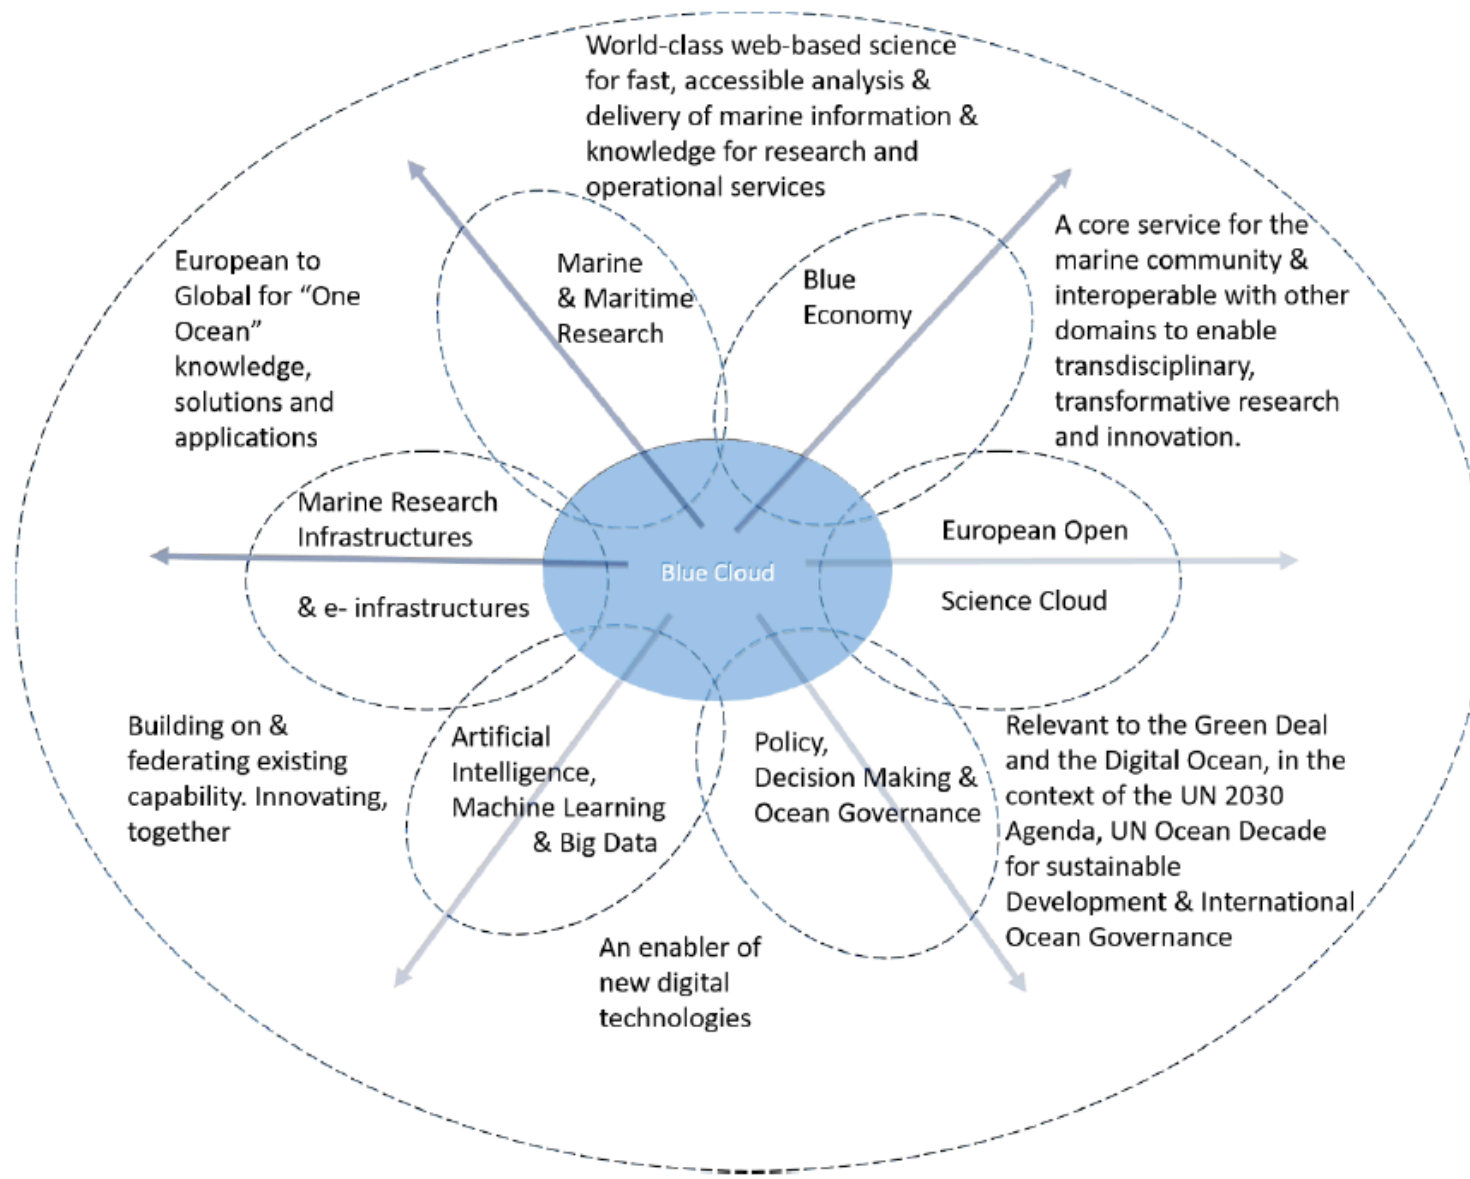 World-class web-based science
for fast, accessible analysis &
delivery of marine information &
knowledge for research and
operational services
European to
Global for “One
Ocean”
knowledge,
solutions and
applications
Marine
& Maritime
Research
Blue
Economy
A core service for the
marine community &
interoperable with other
domains to enable
transdisciplinary,
transformative research
and innovation.
Marine Research
Infrastructures
& e- infrastructures
Blue Cloud
European Open
Science Cloud
Building on &
federating existing
capability. Innovating,
together
Artificial
Intelligence,
Machine Learning
& Big Data
Policy,
Decision Making &
Ocean Governance
Relevant to the Green Deal
and the Digital Ocean, in the
context of the UN 2030
Agenda, UN Ocean Decade
for sustainable
Development & International
Ocean Governance
An enabler of
new digital
technologies